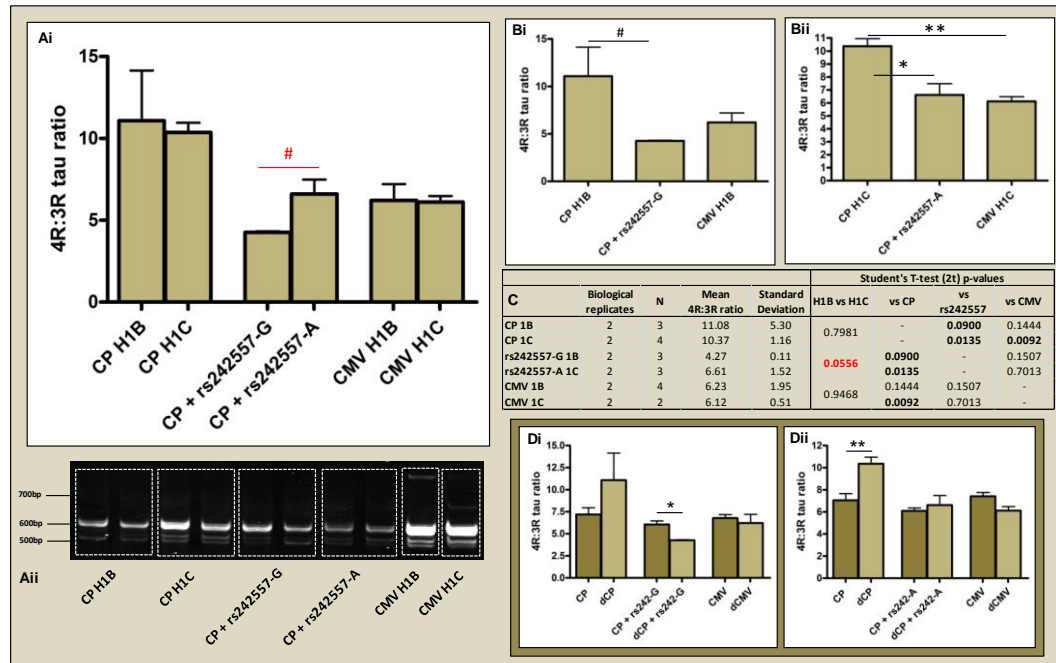 Ai
4R:3R tau ratio
15
10
5
0
#
CP H1B
CP H1C
CP + rs242557-G
CP + rs242557-A
CMV H1B
CMV H1C
Bi
4R:3R tau ratio
15
10
5
0
#
CP H1B
CP + rs242557-G
CMV H1B
Bii
4R:3R tau ratio
11
10
9
8
7
6
5
4
3
2
1
0
**
*
CP H1C
CP + rs242557-A
CMV H1C
Student's T-test (2t) p-values
C Biological replicates N Mean 4R:3R ratio Standard Deviation H1B vs H1C vs CP vs rs242557 vs CMV
CP 1B 2 3 11.08 5.30 0.7981 - 0.0900 0.1444
CP 1C 2 4 10.37 1.16 - 0.0135 0.0092
rs242557-G 1B 2 3 4.27 0.11 0.0556 0.0900 - 0.1507
rs242557-A 1C 2 3 6.61 1.52 0.0135 - 0.7013
CMV 1B 2 4 6.23 1.95 0.9468 0.1444 0.1507 -
CMV 1C 2 2 6.12 0.51 0.0092 0.7013 -
700bp
600bp
500bp
Aii
CP H1B
CP H1C
CP + rs242557-G
CP + rs242557-A
CMV H1B
CMV H1C
Di
4R:3R tau ratio
15.0
12.5
10.0
7.5
5.0
2.5
0.0
*
CP
dCP
CP + rs242-G
dCP + rs242-G
CMV
dCMV
Dii
4R:3R tau ratio
12
10
8
6
4
2
0
**
CP
dCP
CP + rs242-A
dCP + rs242-A
CMV
dCMV